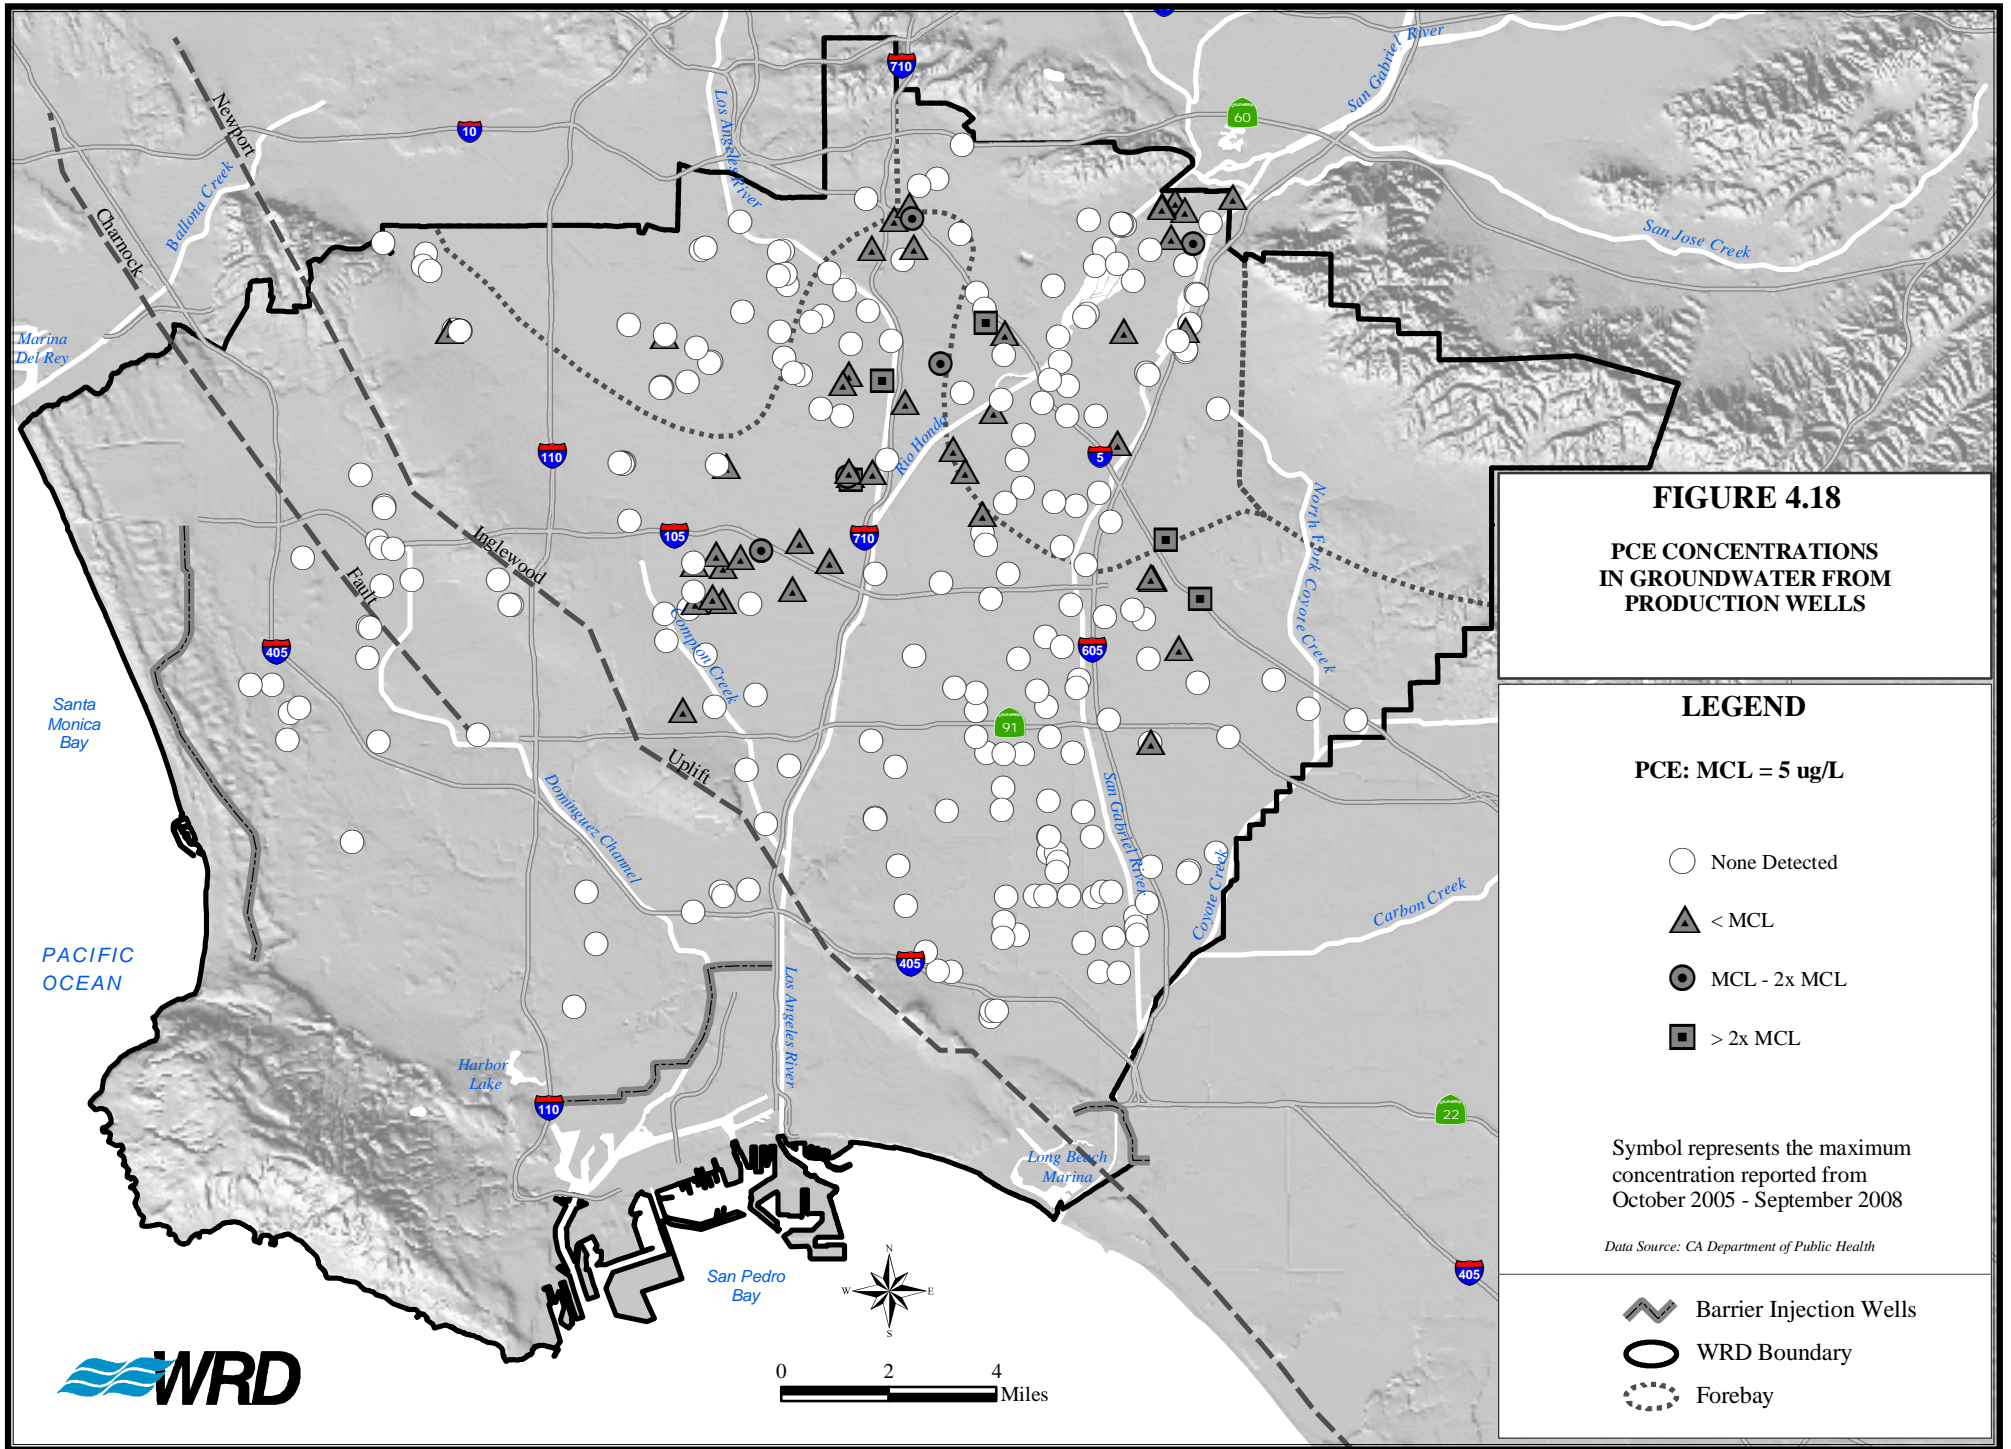 710
60
San Gabriel River
10
Newport
Los Angeles River
Ballona Creek
Charnock
San Jose Creek
Marina
Del Rey
110
5
Rio Hondo
North Fork Coyote Creek
105
710
Inglewood
Fault
Compton Creek
405
605
Santa
Monica
Bay
91
Uplift
Dominguez Channel
San Gabriel River
Coyote Creek
Carbon Creek
PACIFIC
OCEAN
405
Los Angeles River
Harbor
Lake
110
22
Long Beach
Marina
San Pedro
Bay
N
W
E
S
405
WRD
0 2 4
Miles
FIGURE 4.18
PCE CONCENTRATIONS
IN GROUNDWATER FROM
PRODUCTION WELLS
LEGEND
PCE: MCL = 5 ug/L
None Detected
< MCL
MCL - 2x MCL
> 2x MCL
Symbol represents the maximum
concentration reported from
October 2005 - September 2008
Data Source: CA Department of Public Health
Barrier Injection Wells
WRD Boundary
Forebay